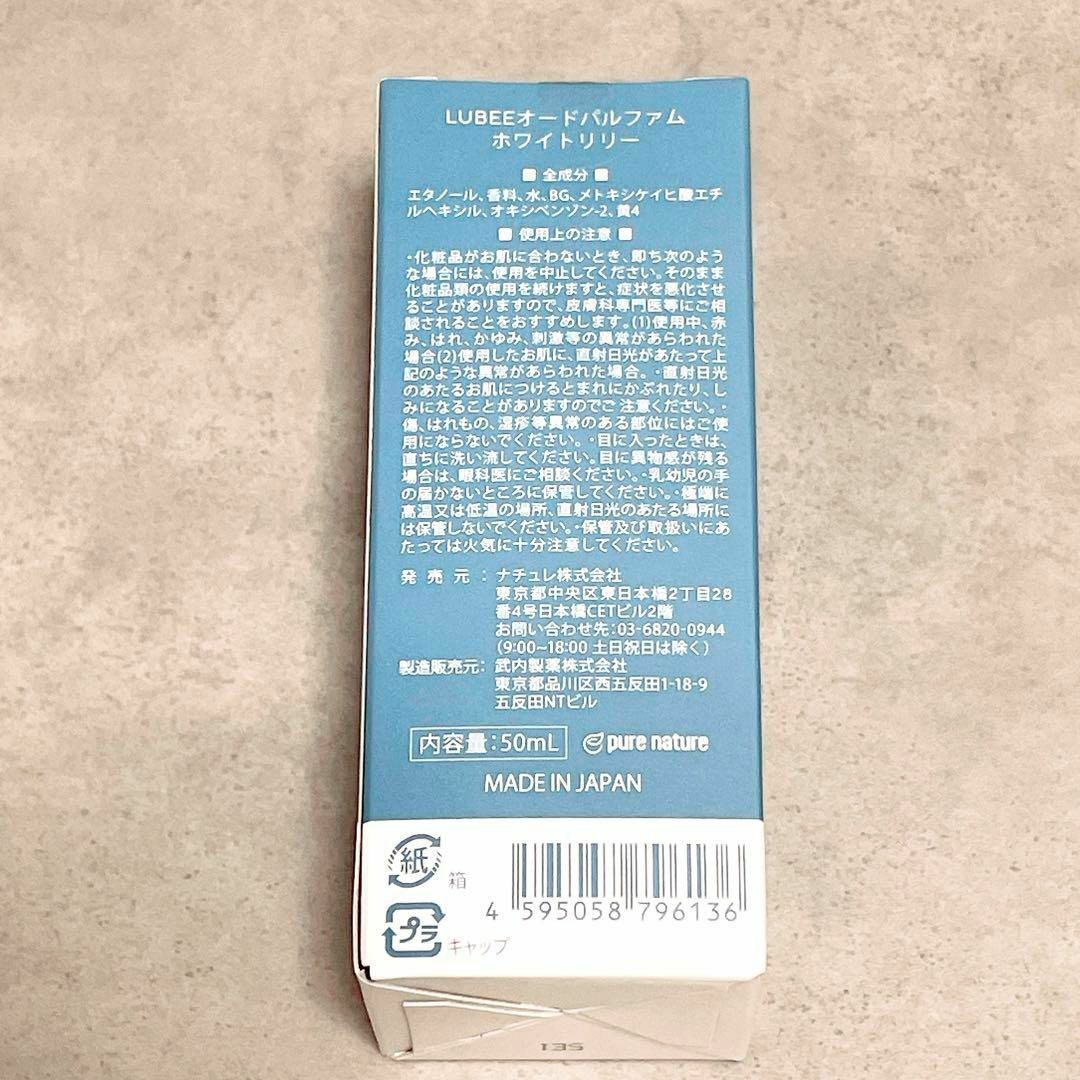 LUBEEオードパルファム
ホワイトリリー
■ 全成分 ■
エタノール、香料、水、BG、メトキシケイヒ酸エチ
ルヘキシル、オキシベンゾン-2、黄4
■ 使用上の注意 ■
・化粧品がお肌に合わないとき、即ち次のよう
な場合には、使用を中止してください。そのまま
化粧品類の使用を続けますと、症状を悪化させ
ることがありますので、皮膚科専門医等にご相
談されることをおすすめします。(1)使用中、赤
み、はれ、かゆみ、刺激等の異常があらわれた
場合(2)使用したお肌に、直射日光があたって上
記のような異常があらわれた場合。・直射日光
のあたるお肌につけるとまれにかぶれたり、し
みになることがありますのでご注意ください。・
傷、はれもの、湿疹等異常のある部位にはご使
用にならないでください。・目に入ったときは、
直ちに洗い流してください。目に異物感が残る
場合は、眼科医にご相談ください。・乳幼児の手
の届かないところに保管してください。・極端に
高温又は低温の場所、直射日光のあたる場所に
は保管しないでください。・保管及び取扱いにあ
たっては火気に十分注意してください。
発売元：ナチュレ株式会社
東京都中央区東日本橋2丁目28
番4号日本橋CETビル2階
お問い合わせ先：03-6820-0944
(9:00~18:00 土日祝日は除く)
製造販売元：武内製薬株式会社
東京都品川区西五反田1-18-9
五反田NTビル
内容量：50mL pure nature
MADE IN JAPAN
紙 箱
4 595058 796136
プラ キャップ
SEI